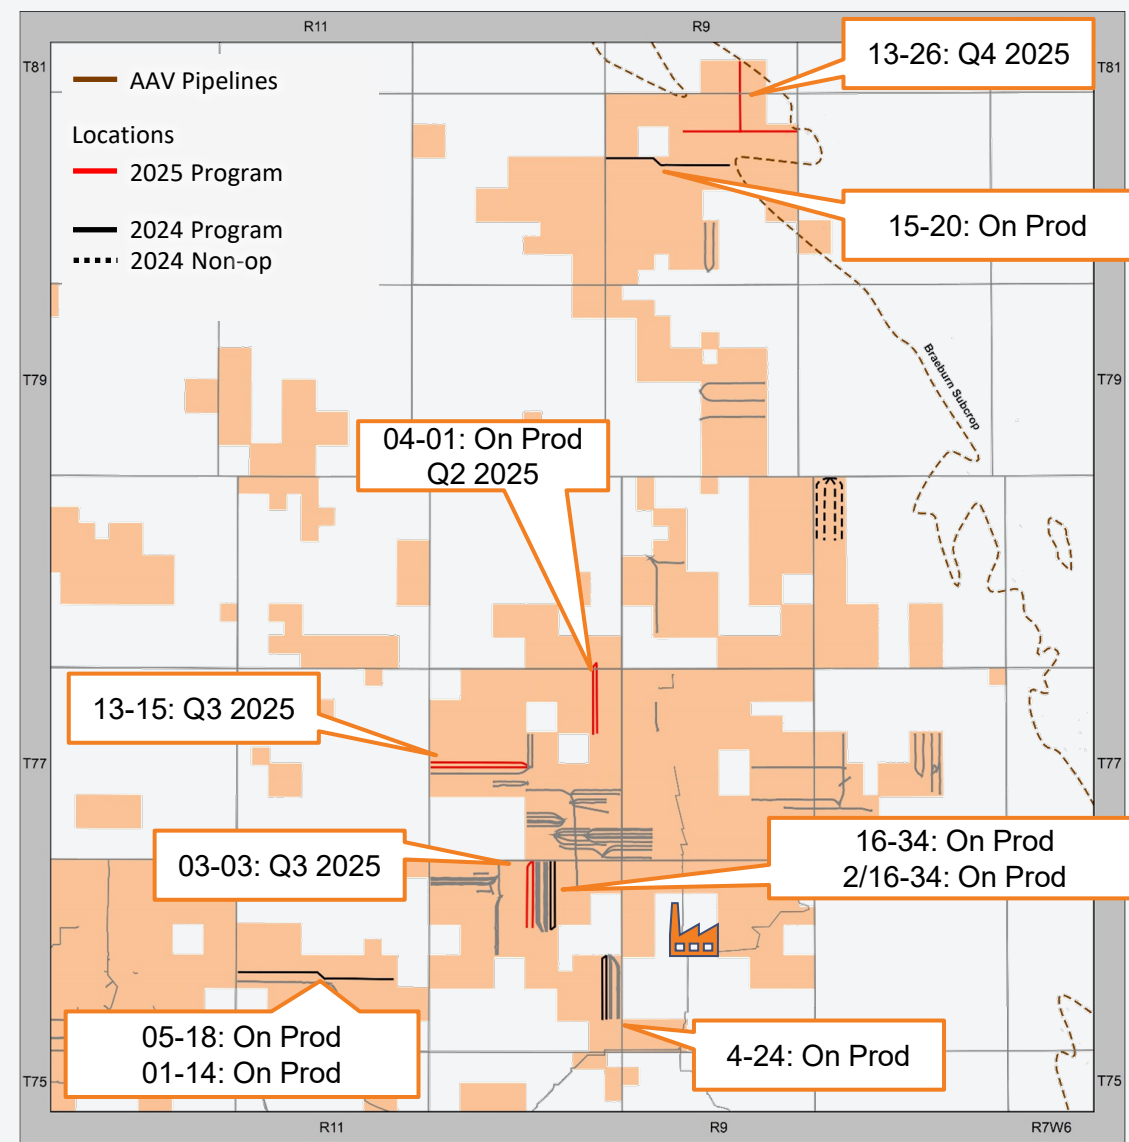 R11
R9
T81
T81
AAV Pipelines
Locations
2025 Program
2024 Program
2024 Non-op
13-26: Q4 2025
15-20: On Prod
Braeburn Subcrop
T79
T79
04-01: On Prod
Q2 2025
13-15: Q3 2025
T77
T77
03-03: Q3 2025
16-34: On Prod
2/16-34: On Prod
05-18: On Prod
01-14: On Prod
4-24: On Prod
T75
T75
R11
R9
R7W6